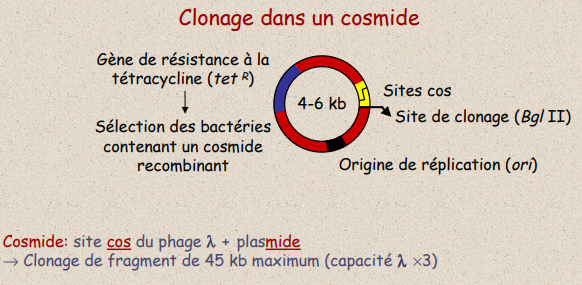 Clonage dans un cosmide
Gène de résistance à la
tétracycline (tet R)
Sélection des bactéries
contenant un cosmide
recombinant
4-6 kb
Sites cos
Site de clonage (Bgl II)
Origine de réplication (ori)
Cosmide: site cos du phage λ + plasmide
→ Clonage de fragment de 45 kb maximum (capacité λ ×3)